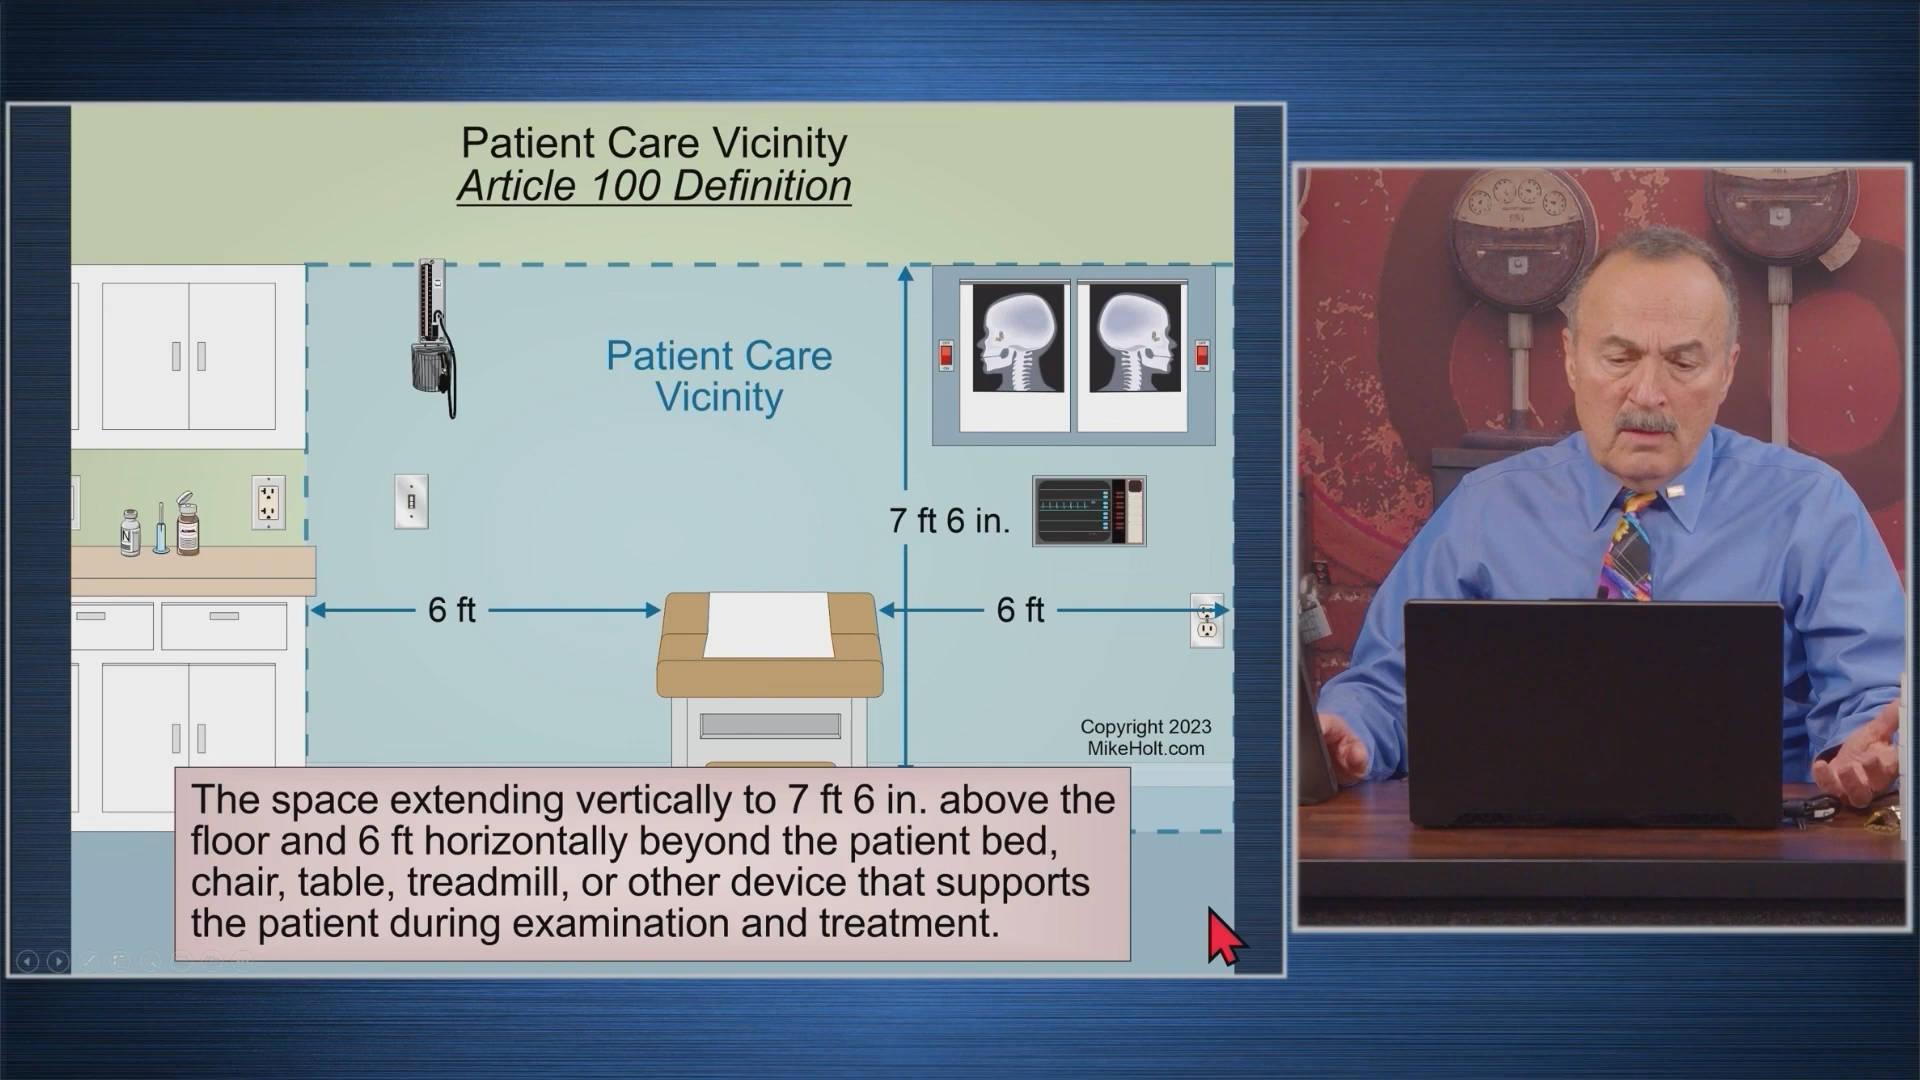 Patient Care Vicinity
Article 100 Definition
Patient Care
Vicinity
7 ft 6 in.
6 ft
6 ft
N
Copyright 2023
MikeHolt.com
The space extending vertically to 7 ft 6 in. above the
floor and 6 ft horizontally beyond the patient bed,
chair, table, treadmill, or other device that supports
the patient during examination and treatment.